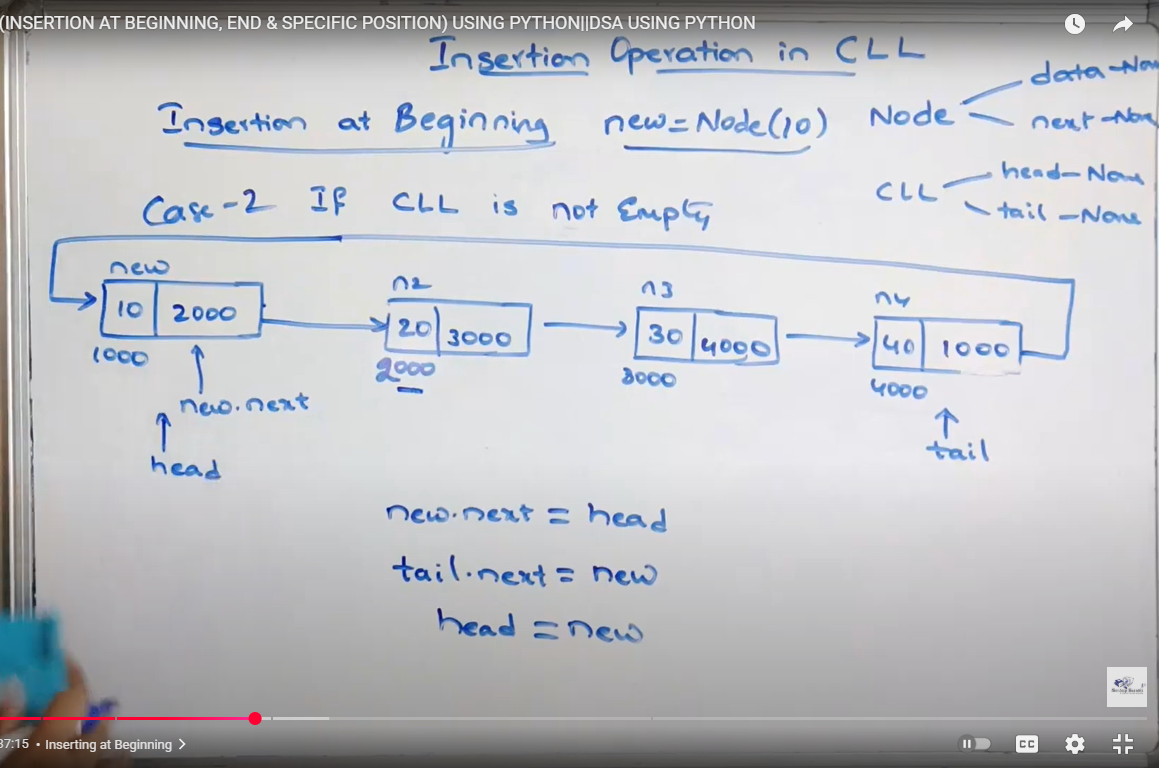 (INSERTION AT BEGINNING, END & SPECIFIC POSITION) USING PYTHON||DSA USING PYTHON
Insertion Operation in CLL
Insertion at Beginning new=Node(10) Node
data-Non
next-Non
Case-2 If CLL is not Empty
CLL
head-None
tail-None
new n2 n3 n4
10 2000 20 3000 30 4000 40 1000
1000 2000 3000 4000
new.next
head
tail
new.next = head
tail.next = new
head = new
37:15 • Inserting at Beginning
CC